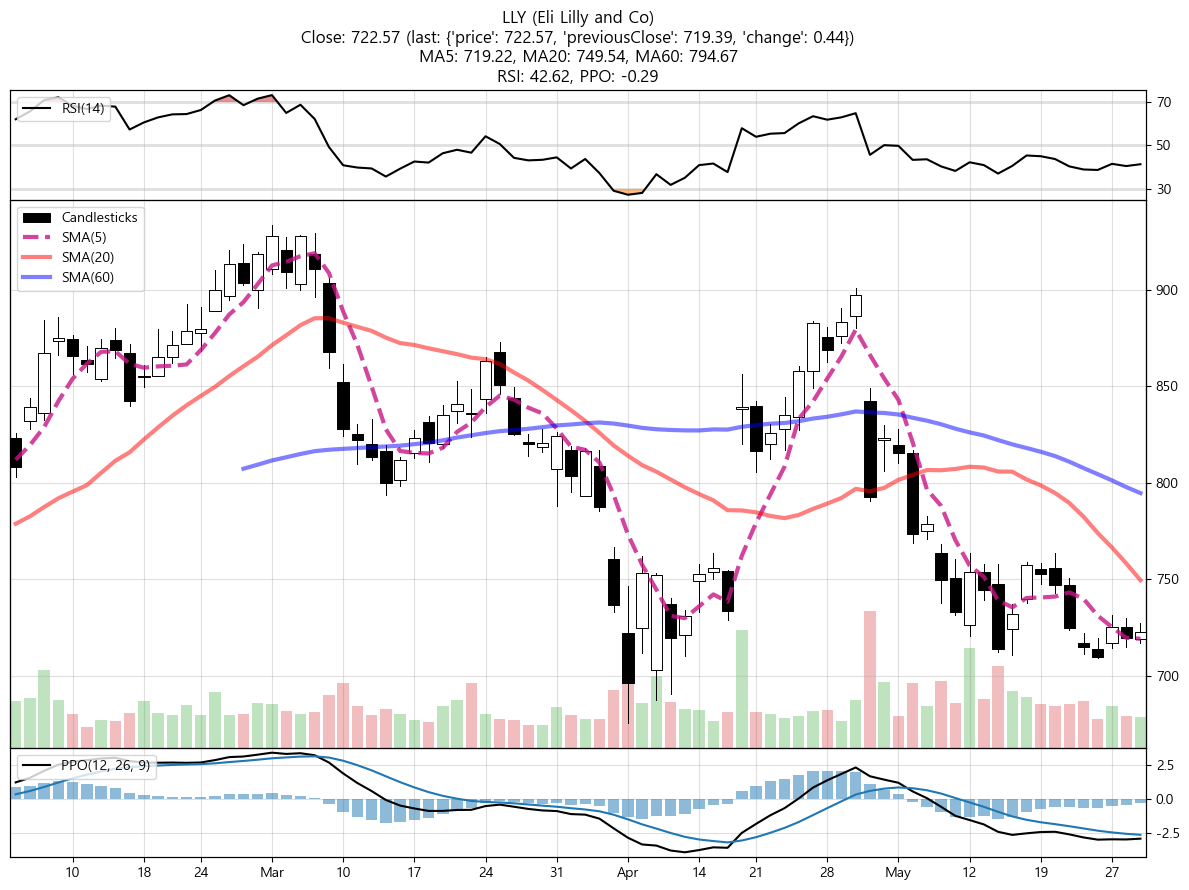 LLY (Eli Lilly and Co)
Close: 722.57 (last: {'price': 722.57, 'previousClose': 719.39, 'change': 0.44})
MA5: 719.22, MA20: 749.54, MA60: 794.67
RSI: 42.62, PPO: -0.29
RSI(14)
70
50
30
Candlesticks
SMA(5)
SMA(20)
SMA(60)
900
850
800
750
700
PPO(12, 26, 9)
2.5
0.0
−2.5
10 18 24 Mar 10 17 24 31 Apr 14 21 28 May 12 19 27